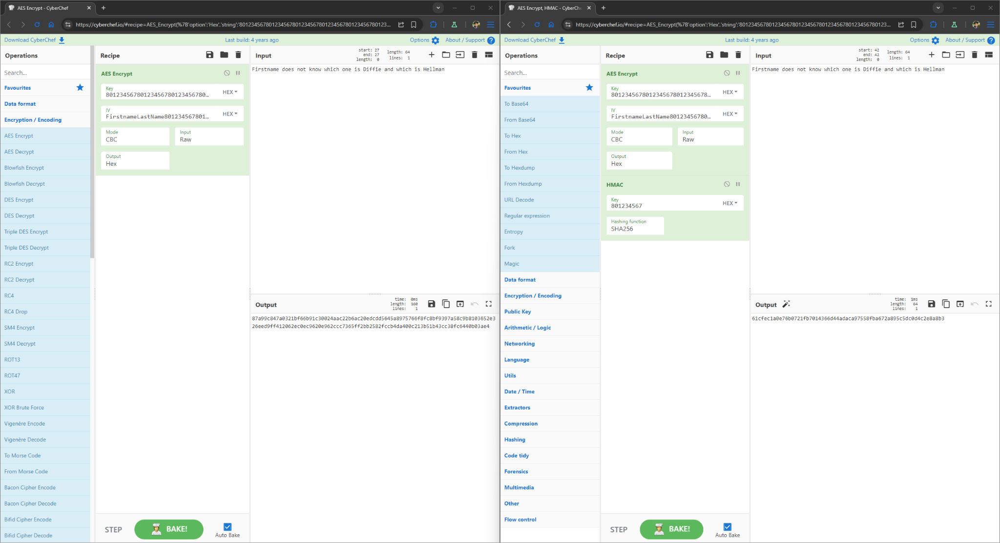 AES Encrypt - CyberChef
https://cyberchef.io/#recipe=AES_Encrypt(%7B'option':'Hex','string':'80123456780123456780123456780123456780123456780123...
Download CyberChef
Last build: 4 years ago
Options
About / Support
Operations
Search...
Favourites
Data format
Encryption / Encoding
AES Encrypt
AES Decrypt
Blowfish Encrypt
Blowfish Decrypt
DES Encrypt
DES Decrypt
Triple DES Encrypt
Triple DES Decrypt
RC2 Encrypt
RC2 Decrypt
RC4
RC4 Drop
SM4 Encrypt
SM4 Decrypt
ROT13
ROT47
XOR
XOR Brute Force
Vigenère Encode
Vigenère Decode
To Morse Code
From Morse Code
Bacon Cipher Encode
Bacon Cipher Decode
Bifid Cipher Encode
Bifid Cipher Decode
Recipe
AES Encrypt
Key
80123456780123456780123456780...
HEX
IV
FirstnameLastName801234567801...
HEX
Mode
CBC
Input
Raw
Output
Hex
STEP
BAKE!
Auto Bake
Input
start: 27
end: 27
length: 0
length: 64
lines: 1
Firstname does not know which one is Diffie and which is Hellman
Output
time: 0ms
length: 160
lines: 1
87a99c847a0321bf66b91c30024aac22b6ac20edcdd5645a8975766f8fc8bf9397a58c9b8103652e3
26eed9ff412062ec0ec9620e962ccc7365ff2bb2582fccb4da400c213b51b43cc38fc6440b03ae4
AES Encrypt, HMAC - CyberChe
https://cyberchef.io/#recipe=AES_Encrypt(%7B'option':'Hex','string':'80123456780123456780123456780123456780123456780123...
Download CyberChef
Last build: 4 years ago
Options
About / Support
Operations
Search...
Favourites
To Base64
From Base64
To Hex
From Hex
To Hexdump
From Hexdump
URL Decode
Regular expression
Entropy
Fork
Magic
Data format
Encryption / Encoding
Public Key
Arithmetic / Logic
Networking
Language
Utils
Date / Time
Extractors
Compression
Hashing
Code tidy
Forensics
Multimedia
Other
Flow control
Recipe
AES Encrypt
Key
8012345678012345678012345678...
HEX
IV
FirstnameLastName80123456780...
HEX
Mode
CBC
Input
Raw
Output
Hex
HMAC
Key
801234567
HEX
Hashing function
SHA256
STEP
BAKE!
Auto Bake
Input
start: 42
end: 42
length: 0
length: 64
lines: 1
Firstname does not know which one is Diffie and which is Hellman
Output
time: 1ms
length: 64
lines: 1
61cfec1a0e76b0721fb7014366d44adaca97558fba672a895c5dc0d4c2e8a8b3